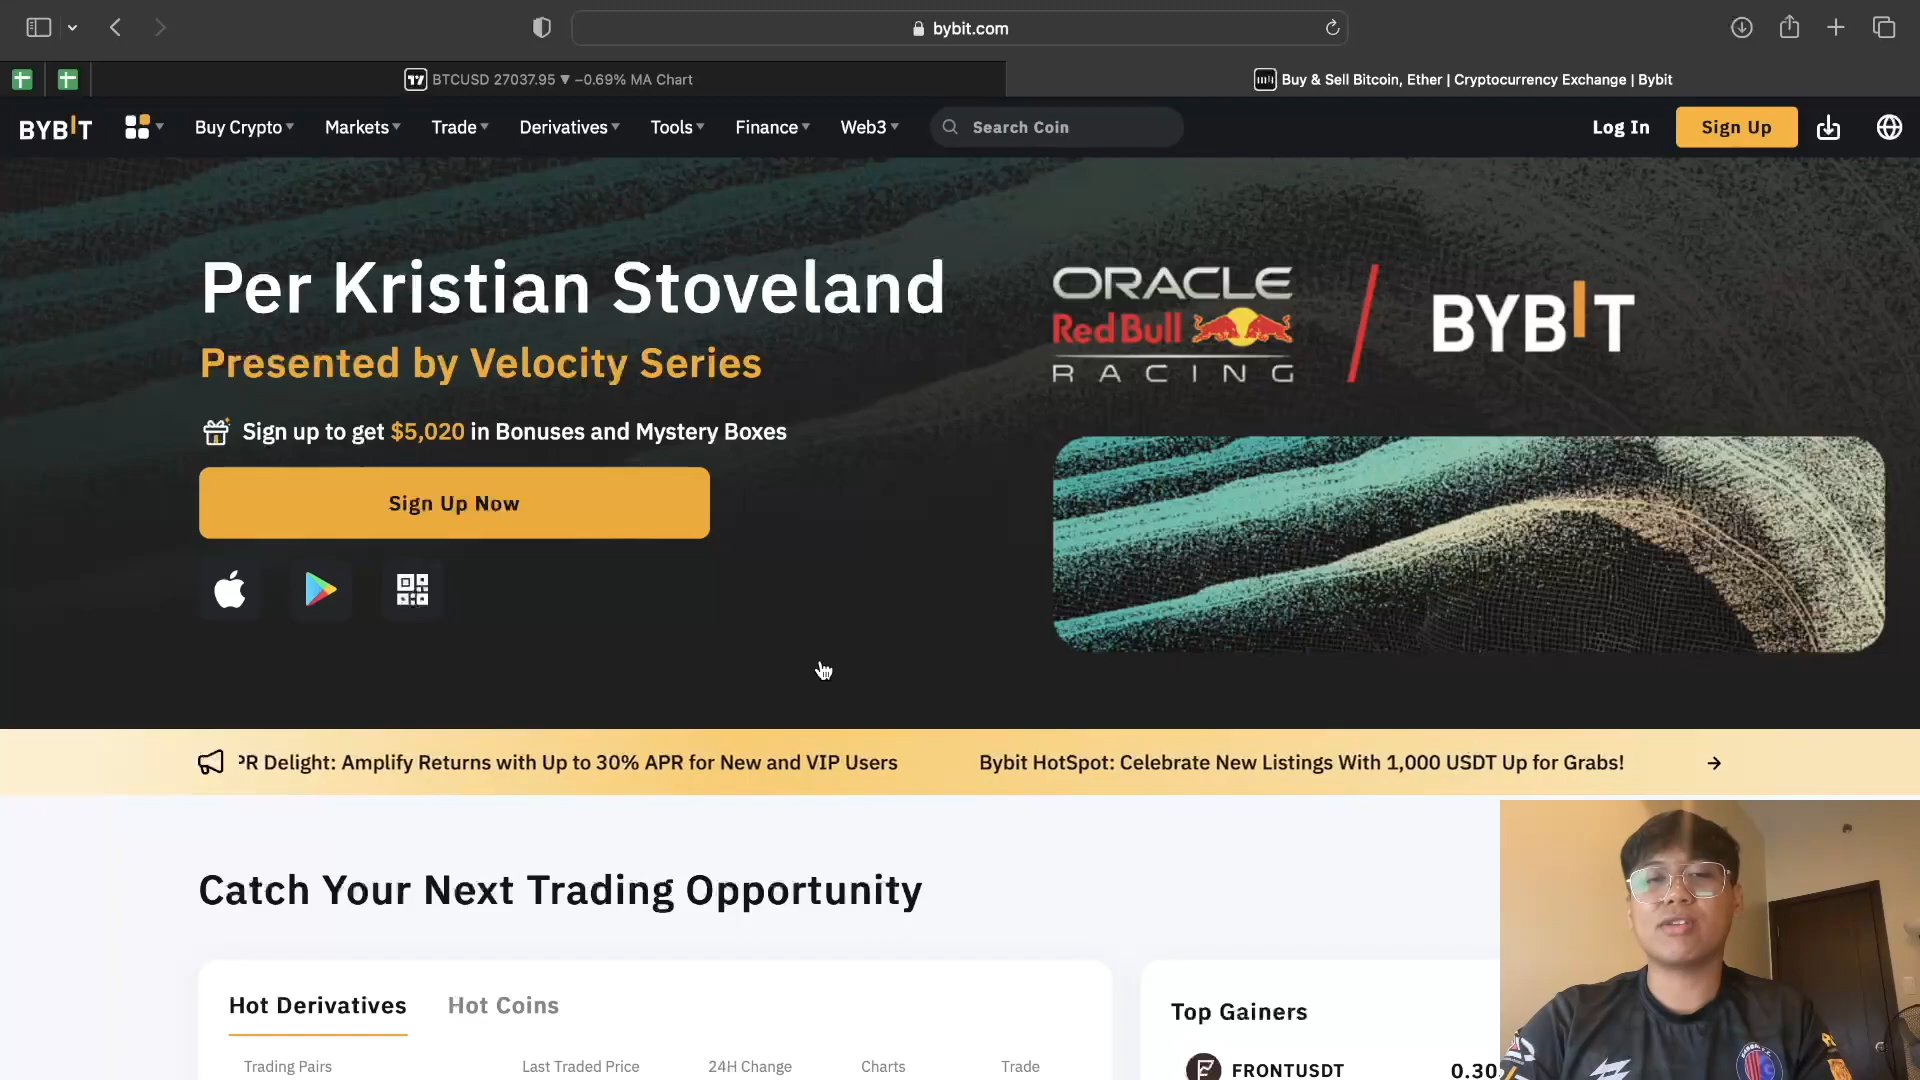 bybit.com
BTCUSD 27037.95 ▼ −0.69% MA Chart
Buy & Sell Bitcoin, Ether | Cryptocurrency Exchange | Bybit
BYBIT
Buy Crypto
Markets
Trade
Derivatives
Tools
Finance
Web3
Search Coin
Log In
Sign Up
Per Kristian Stoveland
Presented by Velocity Series
Sign up to get $5,020 in Bonuses and Mystery Boxes
Sign Up Now
ORACLE
Red Bull
RACING
BYBIT
PR Delight: Amplify Returns with Up to 30% APR for New and VIP Users
Bybit HotSpot: Celebrate New Listings With 1,000 USDT Up for Grabs!
Catch Your Next Trading Opportunity
Hot Derivatives
Hot Coins
Trading Pairs
Last Traded Price
24H Change
Charts
Trade
Top Gainers
FRONTUSDT
0.30